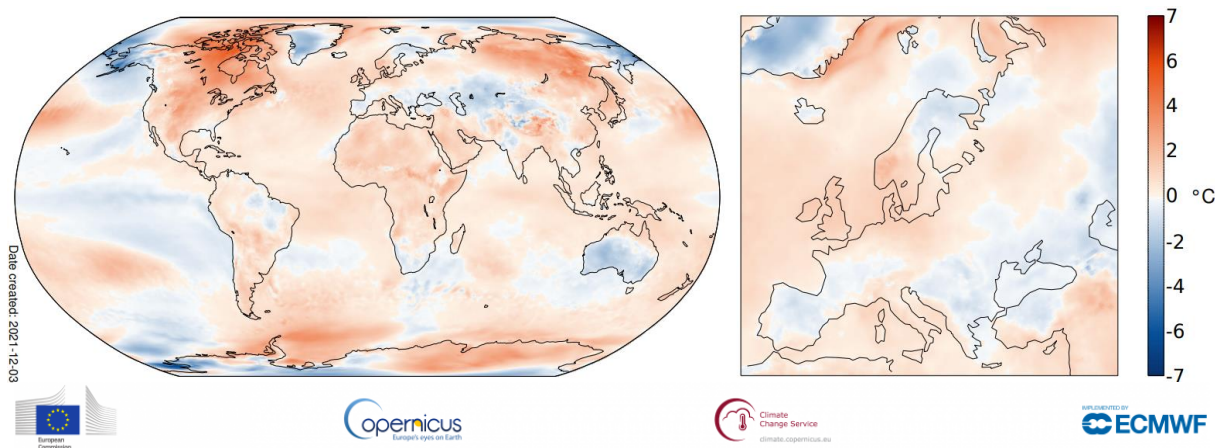 7
6
4
2
0 °C
-2
-4
-6
-7
Date created: 2021-12-03
European
Commission
opernicus
Europe's eyes on Earth
Climate
Change Service
climate.copernicus.eu
IMPLEMENTED BY
ECMWF